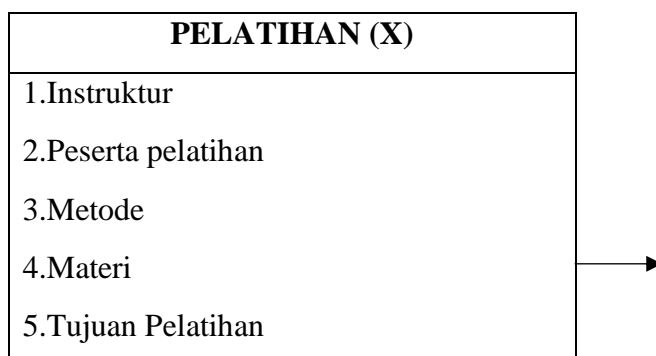 PELATIHAN (X)
1.Instruktur
2.Peserta pelatihan
3.Metode
4.Materi
5.Tujuan Pelatihan